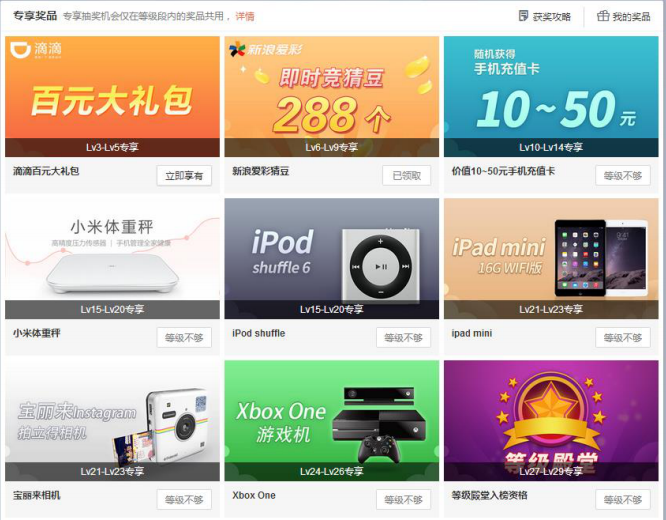 专享奖品 专享抽奖机会仅在等级段内的奖品共用，详情
获奖攻略 我的奖品
滴滴
百元大礼包
Lv3-Lv5专享
滴滴百元大礼包
立即享有
新浪爱彩
即时竞猜豆
288个
Lv6-Lv9专享
新浪爱彩猜豆
已领取
随机获得
手机充值卡
10~50元
Lv10-Lv14专享
价值10~50元手机充值卡
等级不够
小米体重秤
高精度压力传感器 | 手机管理全家健康
Lv15-Lv20专享
小米体重秤
等级不够
iPod
shuffle 6
Lv15-Lv20专享
iPod shuffle
等级不够
iPad mini
16G WIFI版
Lv21-Lv23专享
ipad mini
等级不够
宝丽来Instagram
拍立得相机
Lv21-Lv23专享
宝丽来相机
等级不够
Xbox One
游戏机
Lv24-Lv26专享
Xbox One
等级不够
等级殿堂
Lv27-Lv29专享
等级殿堂入榜资格
等级不够